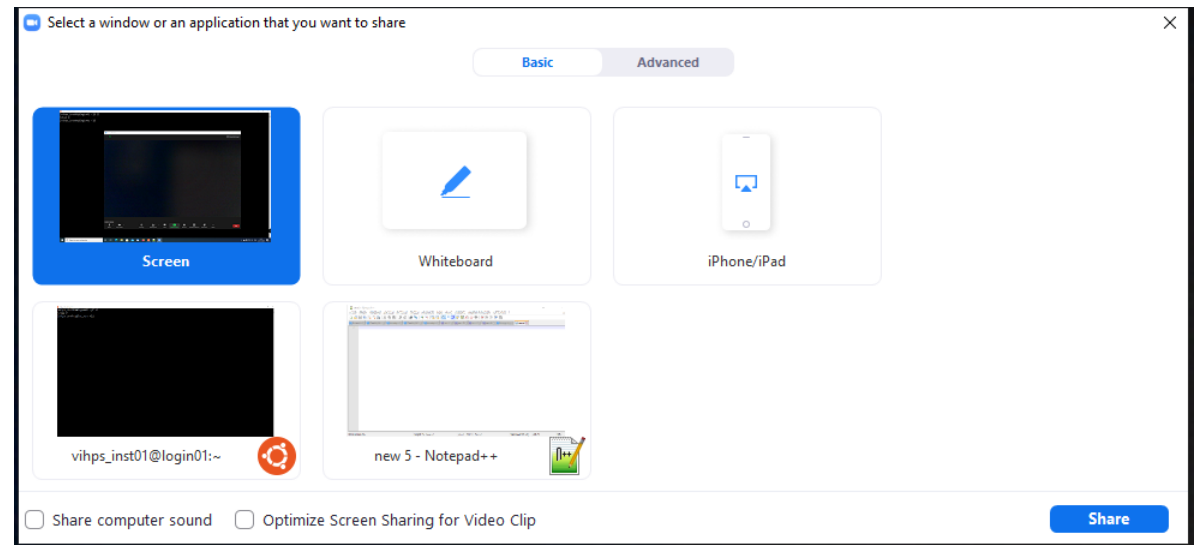 Select a window or an application that you want to share
Basic
Advanced
Screen
Whiteboard
iPhone/iPad
vihps_inst01@login01:~
new 5 - Notepad++
Share computer sound
Optimize Screen Sharing for Video Clip
Share